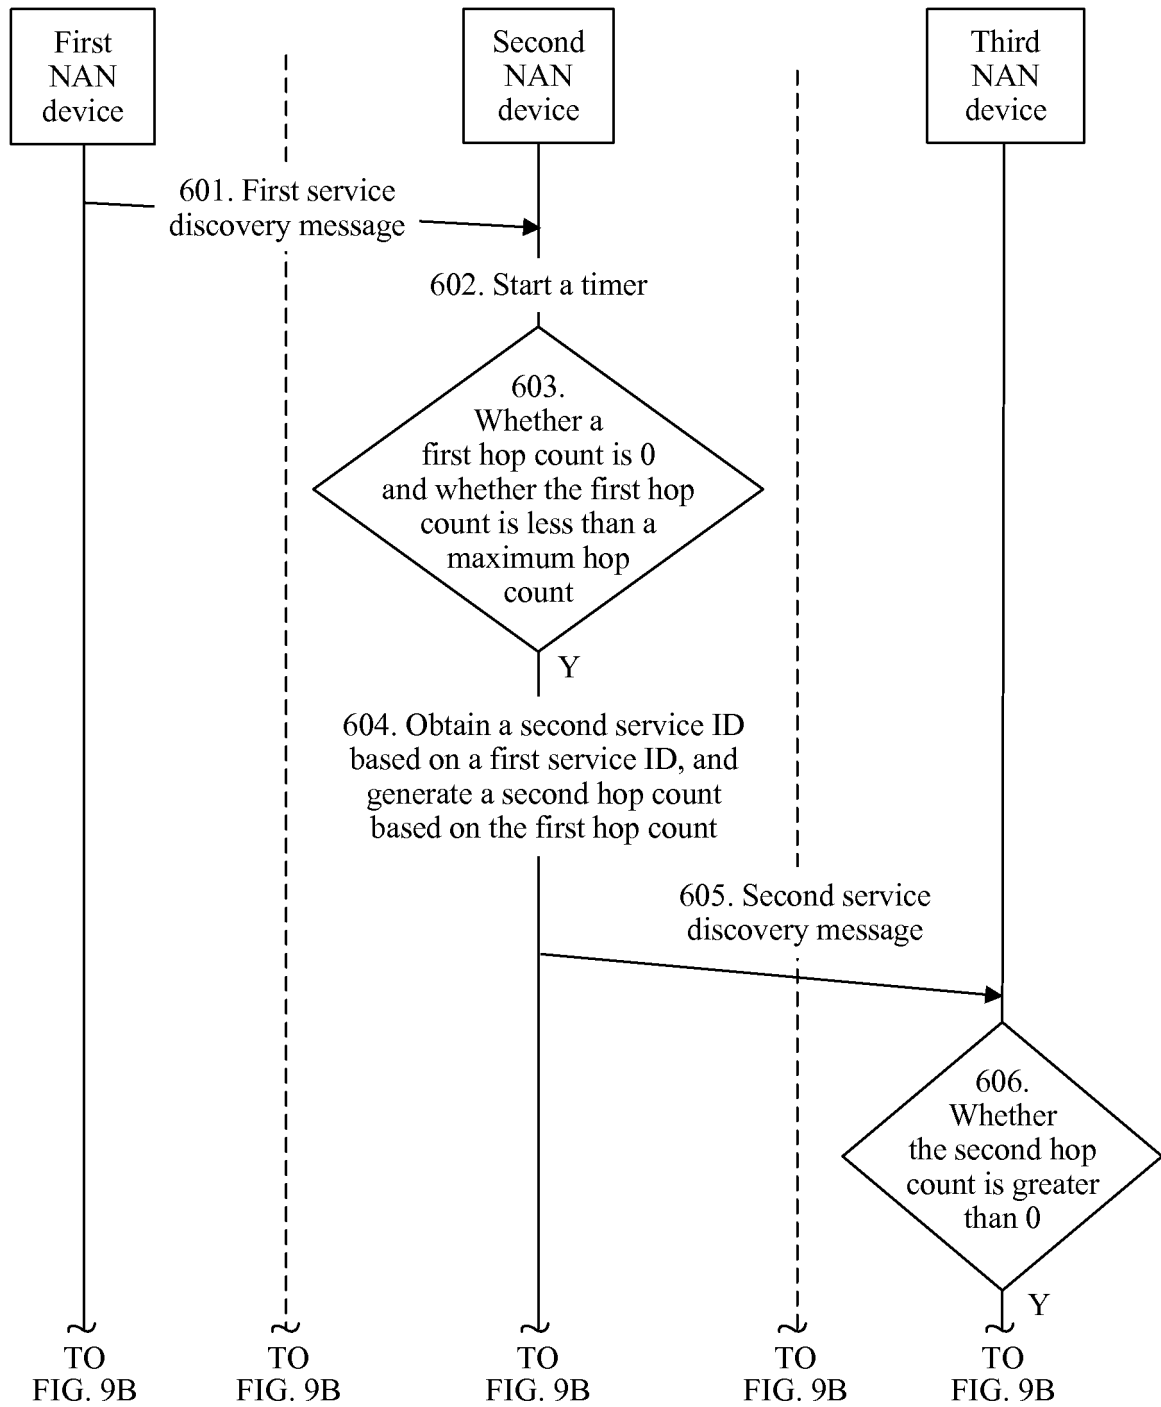 First
NAN
device
Second
NAN
device
Third
NAN
device
601. First service
discovery message
602. Start a timer
603.
Whether a
first hop count is 0
and whether the first hop
count is less than a
maximum hop
count
Y
604. Obtain a second service ID
based on a first service ID, and
generate a second hop count
based on the first hop count
605. Second service
discovery message
606.
Whether
the second hop
count is greater
than 0
Y
TO
FIG. 9B
TO
FIG. 9B
TO
FIG. 9B
TO
FIG. 9B
TO
FIG. 9B